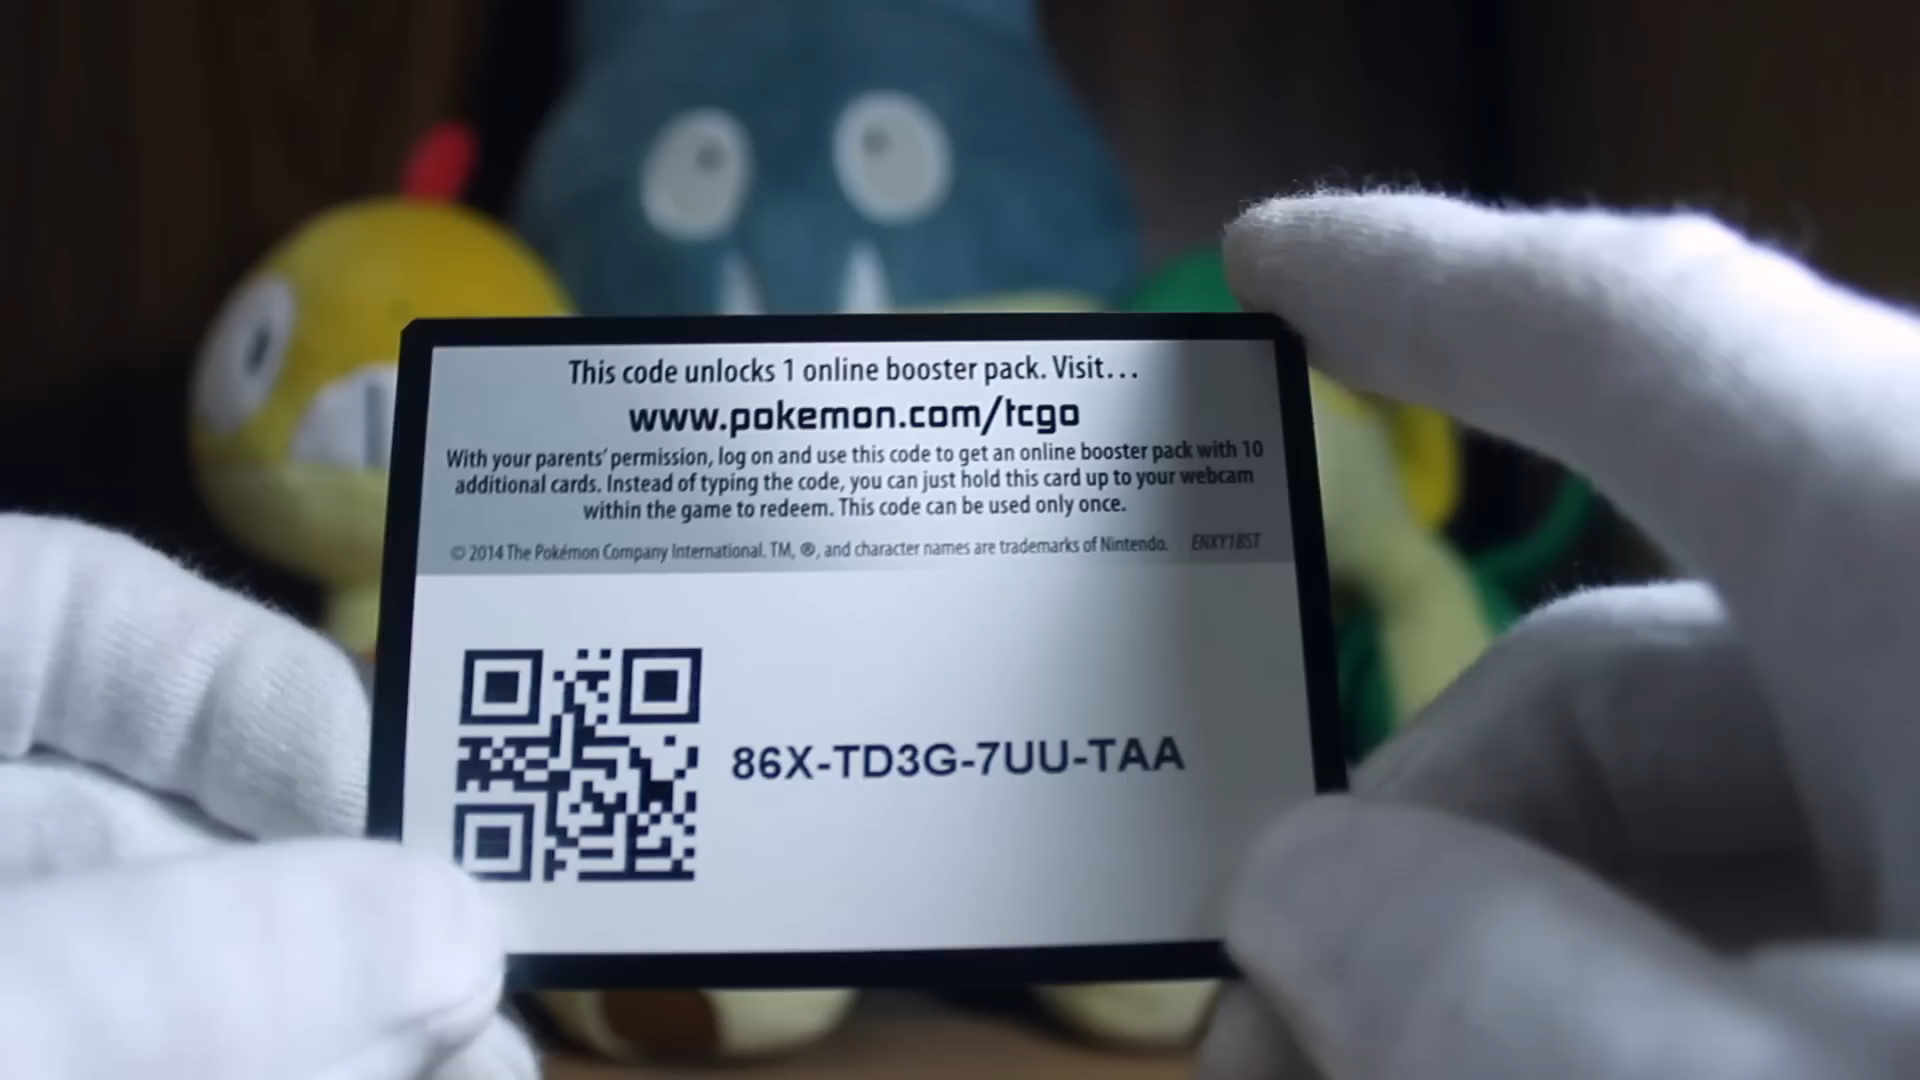 This code unlocks 1 online booster pack. Visit...
www.pokemon.com/tcgo
With your parents' permission, log on and use this code to get an online booster pack with 10
additional cards. Instead of typing the code, you can just hold this card up to your webcam
within the game to redeem. This code can be used only once.
© 2014 The Pokémon Company International. TM, ®, and character names are trademarks of Nintendo. ENXY1BST
86X-TD3G-7UU-TAA